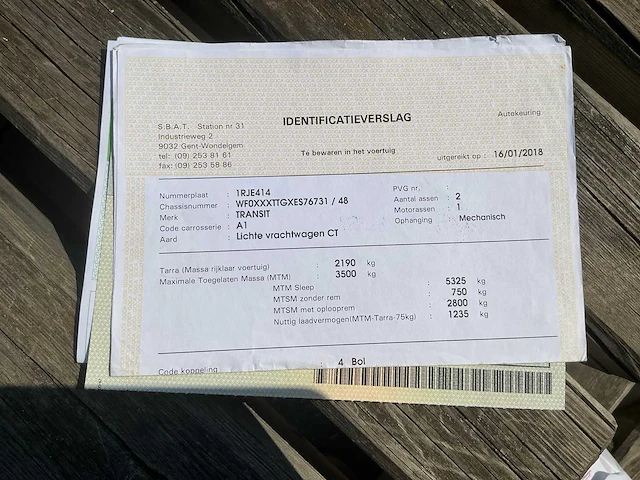 IDENTIFICATIEVERSLAG
Autokeuring
S.B.A.T. Station nr 31
Industrieweg 2
9032 Gent-Wondelgem
tel: (09) 253 81 61
fax: (09) 253 58 86
Te bewaren in het voertuig
uitgereikt op : 16/01/2018
Nummerplaat : 1RJE414
PVG nr. :
Chassisnummer : WF0XXXTTGXES76731 / 48
Aantal assen : 2
Merk : TRANSIT
Motorassen : 1
Code carrosserie : A1
Ophanging : Mechanisch
Aard : Lichte vrachtwagen CT
Tarra (Massa rijklaar voertuig) : 2190 kg
Maximale Toegelaten Massa (MTM) : 3500 kg
MTM Sleep : 5325 kg
MTSM zonder rem : 750 kg
MTSM met oplooprem : 2800 kg
Nuttig laadvermogen(MTM-Tarra-75kg) : 1235 kg
Code koppeling : 4 Bol